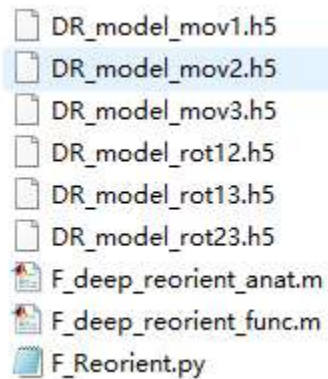 DR_model_mov1.h5
DR_model_mov2.h5
DR_model_mov3.h5
DR_model_rot12.h5
DR_model_rot13.h5
DR_model_rot23.h5
F_deep_reorient_anat.m
F_deep_reorient_func.m
F_Reorient.py